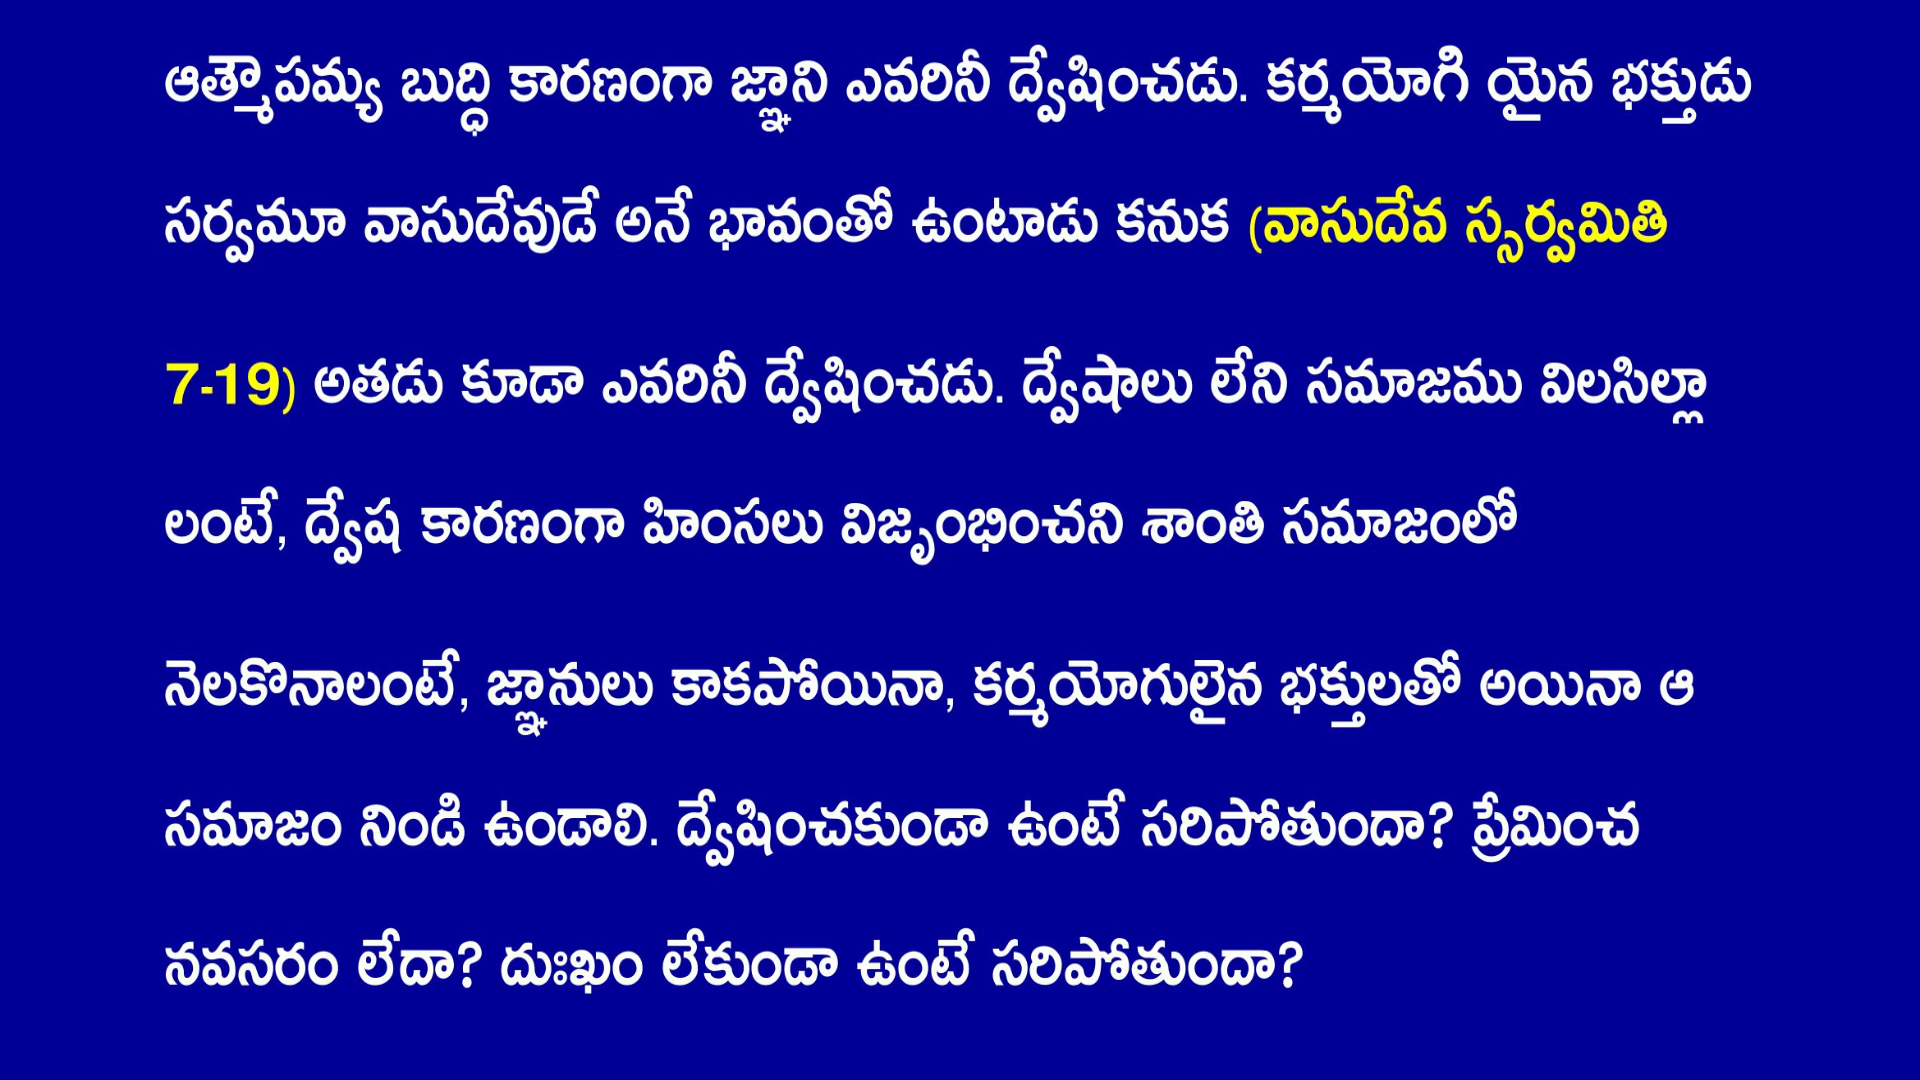 ఆత్మౌపమ్య బుద్ధి కారణంగా జ్ఞాని ఎవరినీ ద్వేషించడు. కర్మయోగి యైన భక్తుడు
సర్వమూ వాసుదేవుడే అనే భావంతో ఉంటాడు కనుక (వాసుదేవ స్సర్వమితి
7-19) అతడు కూడా ఎవరినీ ద్వేషించడు. ద్వేషాలు లేని సమాజము విలసిల్లా
లంటే, ద్వేష కారణంగా హింసలు విజృంభించని శాంతి సమాజంలో
నెలకొనాలంటే, జ్ఞానులు కాకపోయినా, కర్మయోగులైన భక్తులతో అయినా ఆ
సమాజం నిండి ఉండాలి. ద్వేషించకుండా ఉంటే సరిపోతుందా? ప్రేమించ
నవసరం లేదా? దుఃఖం లేకుండా ఉంటే సరిపోతుందా?